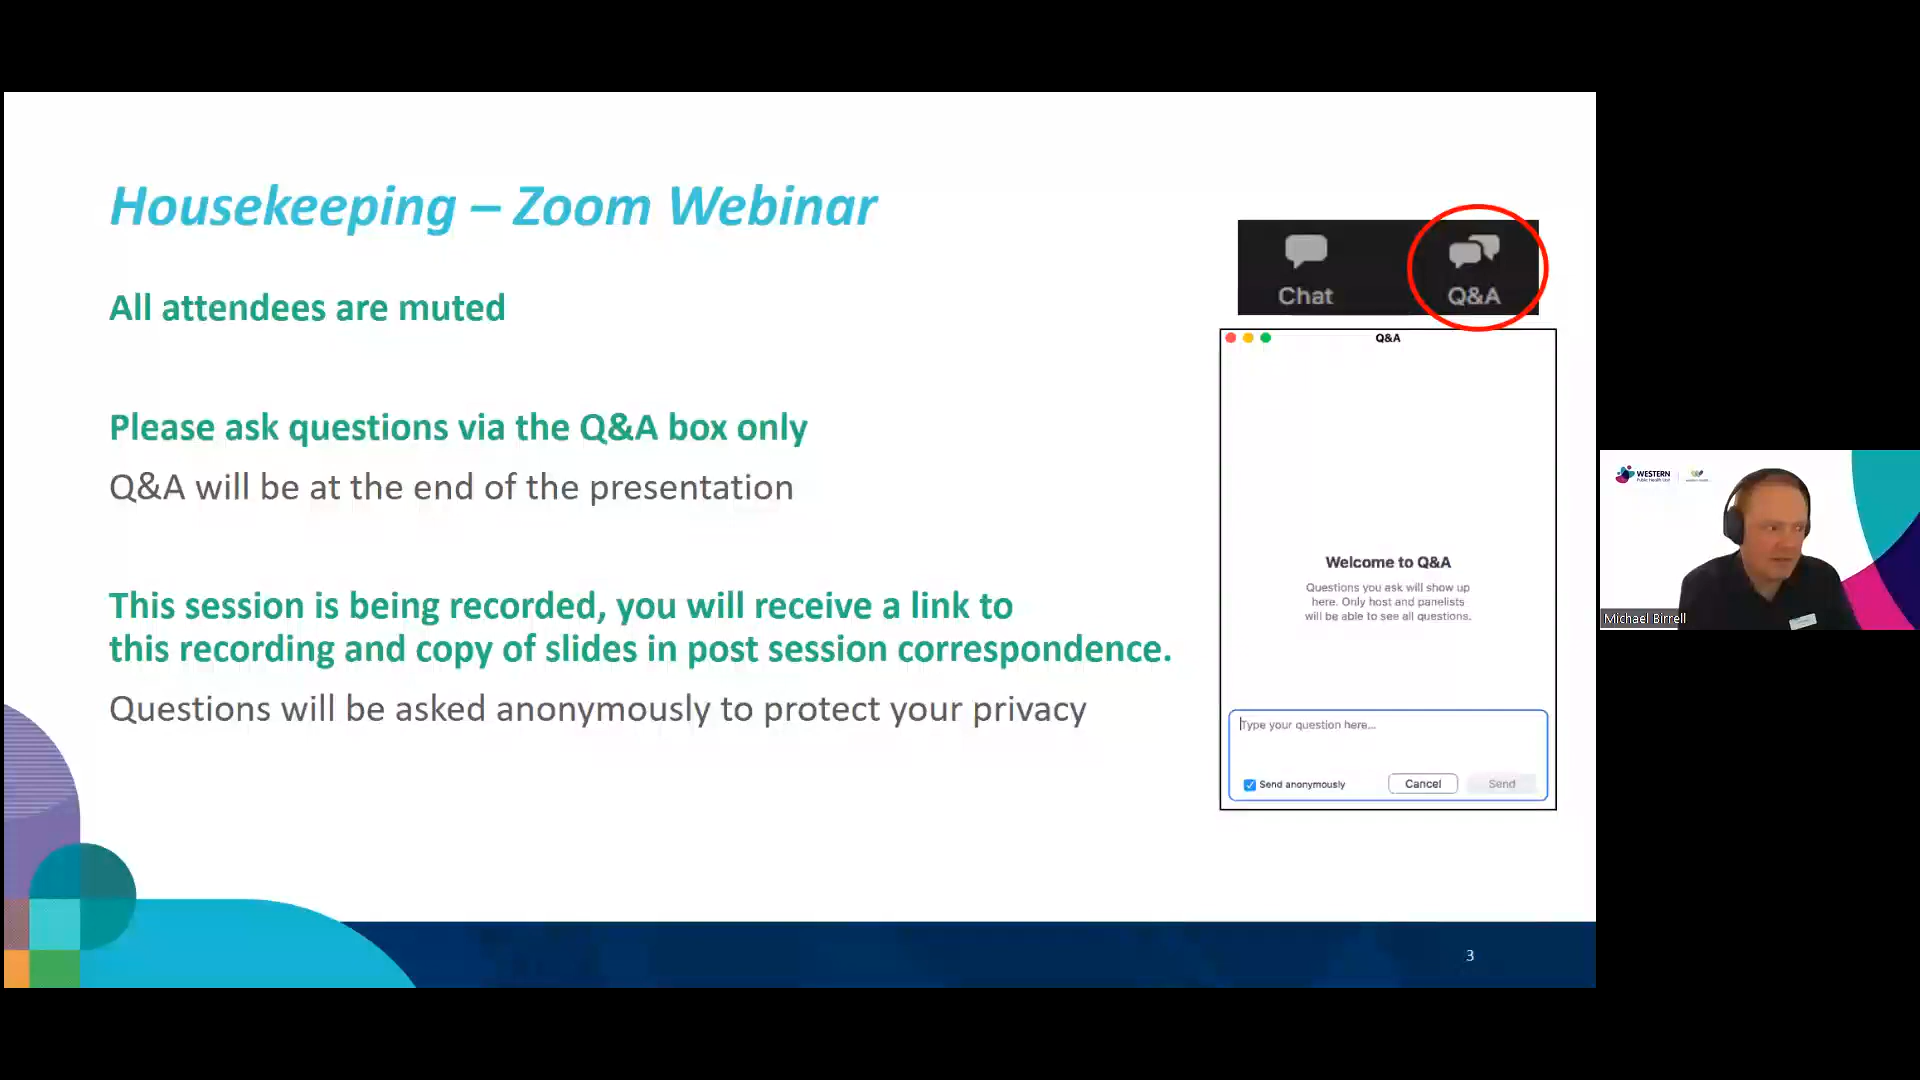 Housekeeping – Zoom Webinar
All attendees are muted
Please ask questions via the Q&A box only
Q&A will be at the end of the presentation
This session is being recorded, you will receive a link to
this recording and copy of slides in post session correspondence.
Questions will be asked anonymously to protect your privacy
Chat
Q&A
Q&A
Welcome to Q&A
Questions you ask will show up
here. Only host and panelists
will be able to see all questions.
Type your question here...
Send anonymously
Cancel
Send
3
WESTERN
Public Health Unit
Michael Birrell